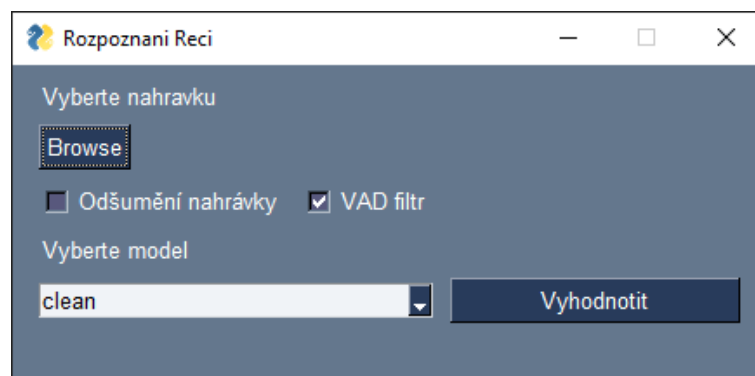 Rozpoznani Reci
Vyberte nahravku
Browse
Odšumění nahrávky VAD filtr
Vyberte model
clean Vyhodnotit